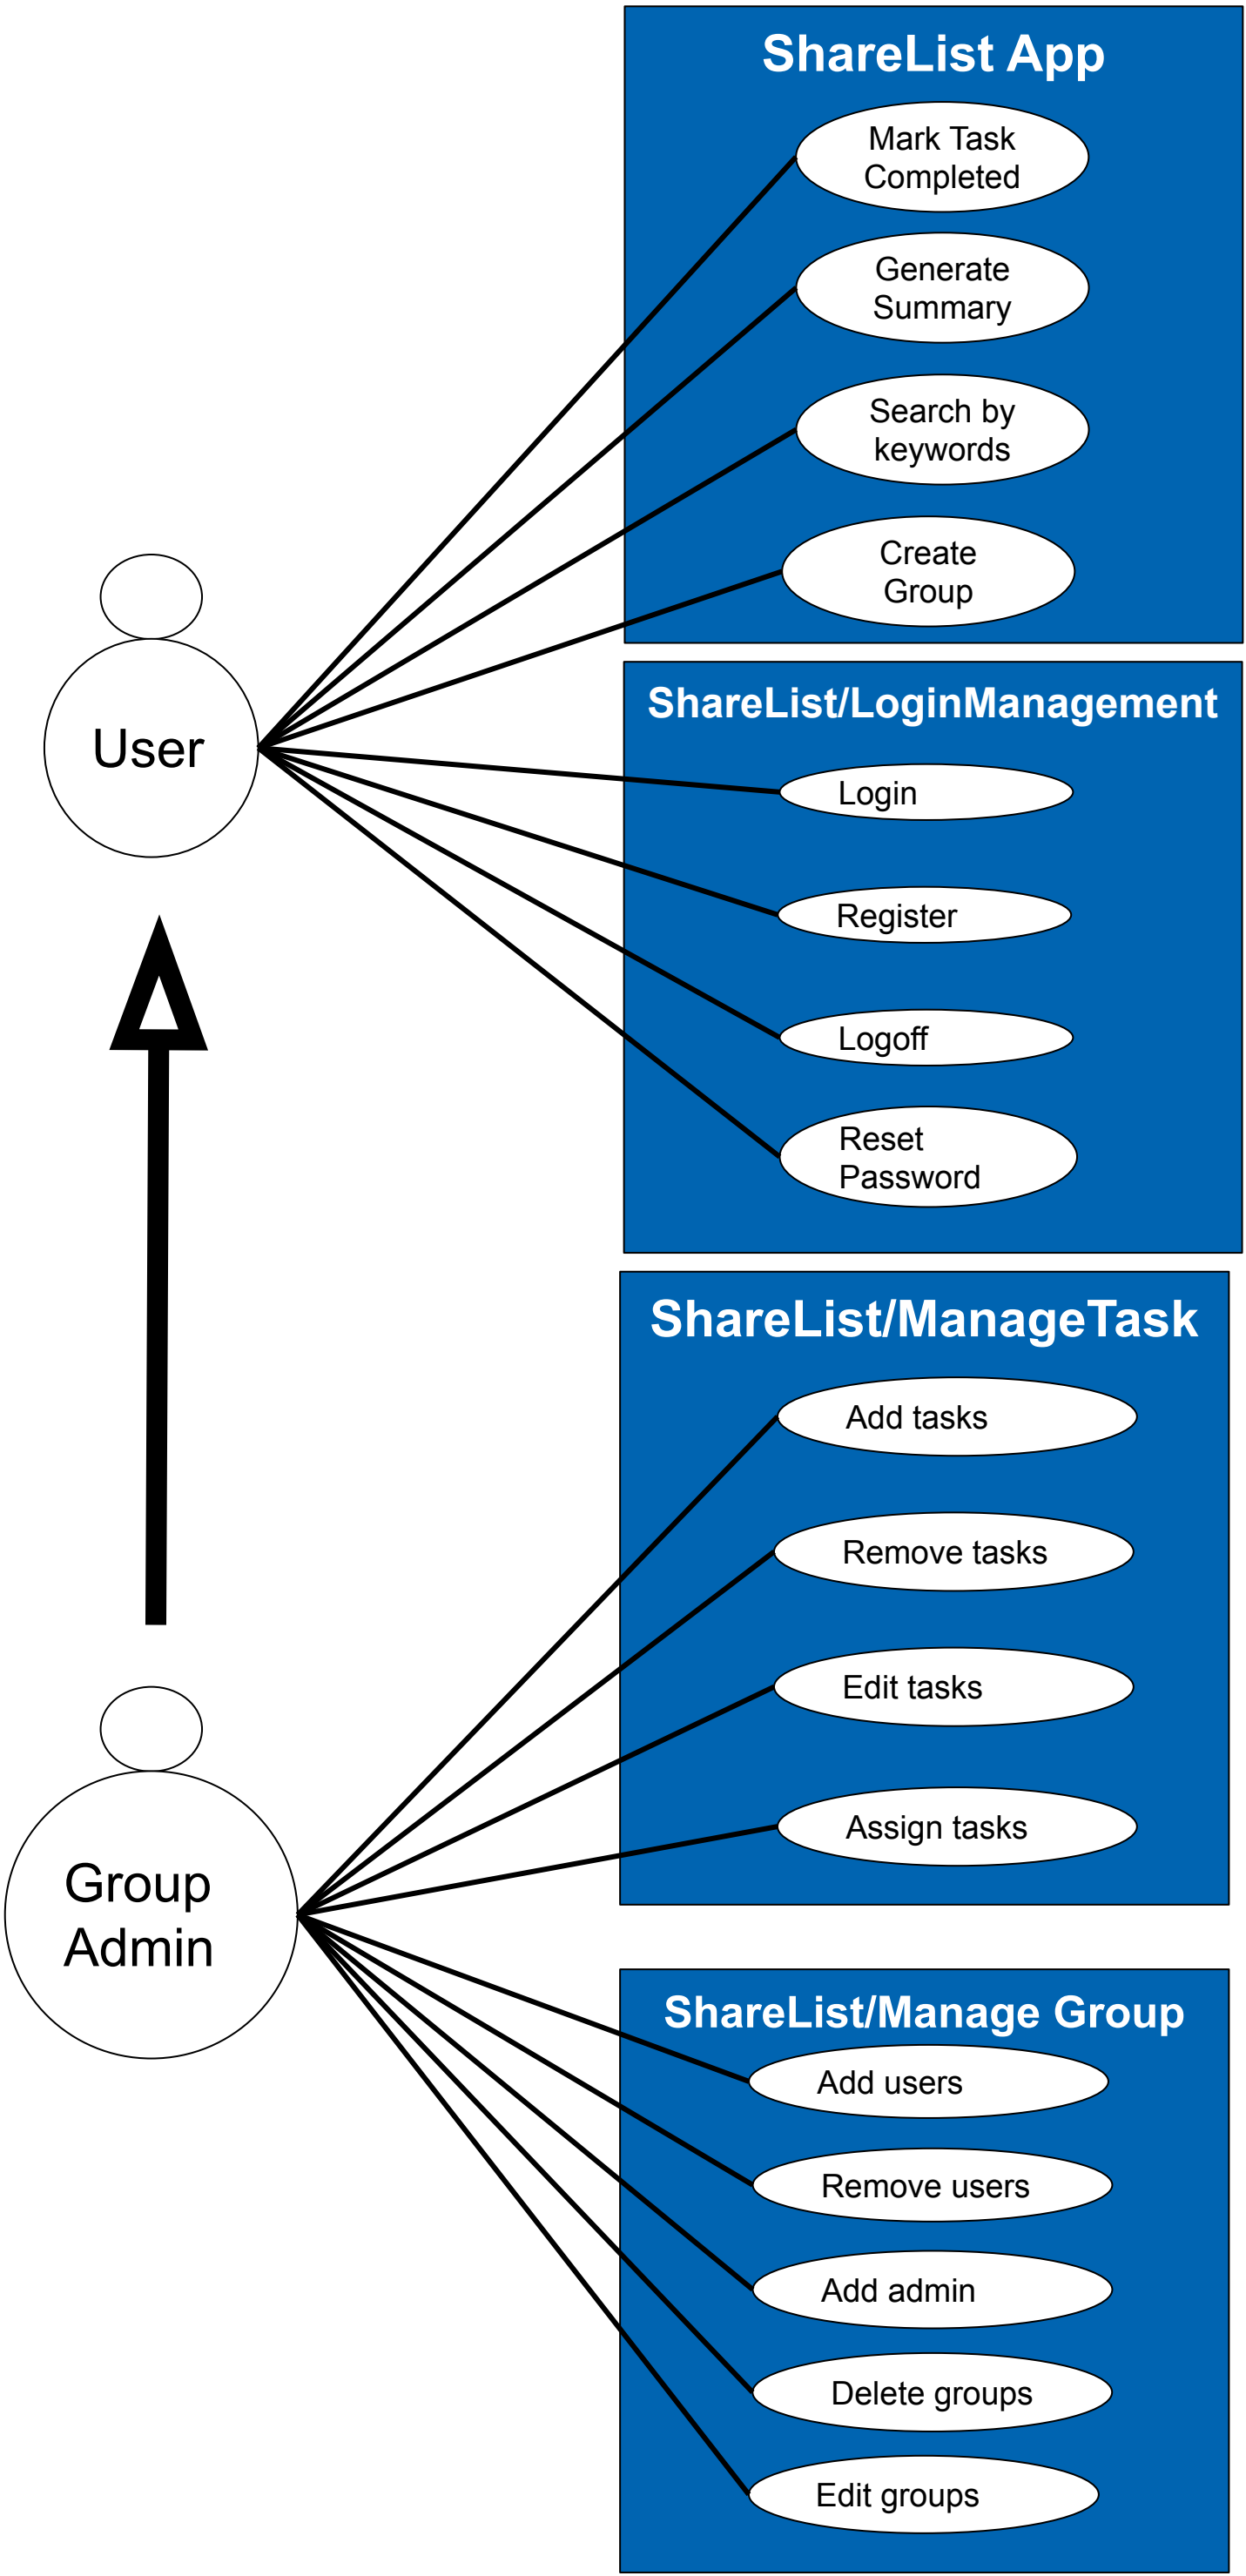 ShareList App
Mark Task
Completed
Generate
Summary
Search by
keywords
Create
Group
User
ShareList/LoginManagement
Login
Register
Logoff
Reset
Password
ShareList/ManageTask
Add tasks
Remove tasks
Edit tasks
Assign tasks
Group
Admin
ShareList/Manage Group
Add users
Remove users
Add admin
Delete groups
Edit groups